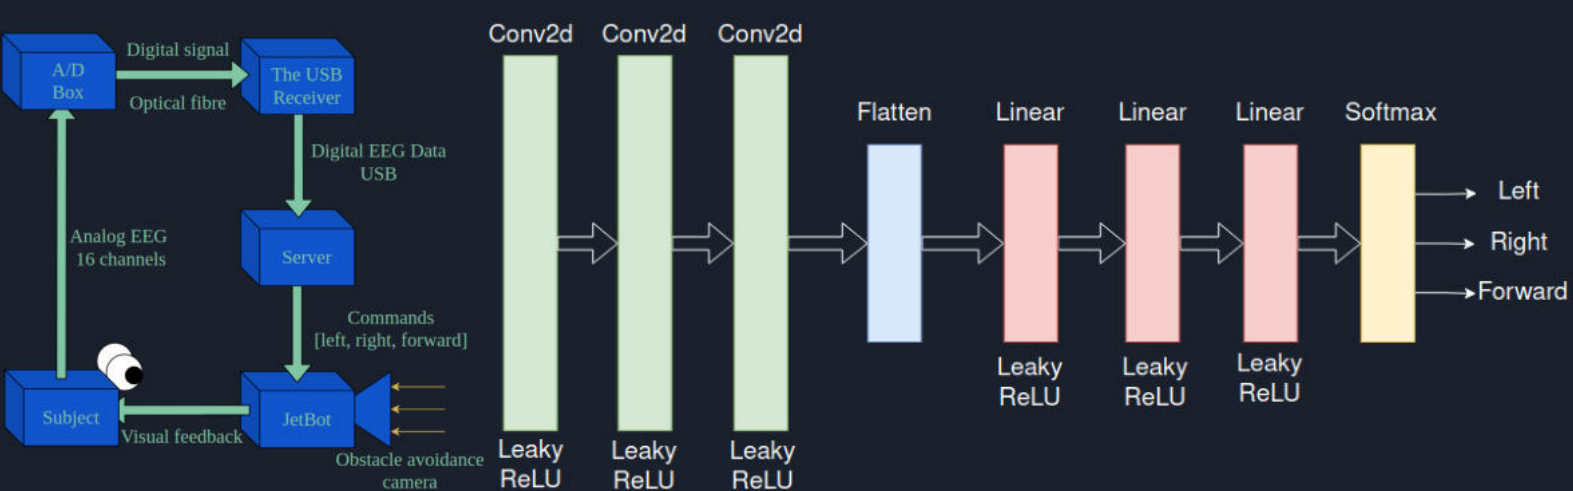 A/D
Box
Digital signal
Optical fibre
The USB
Receiver
Digital EEG Data
USB
Analog EEG
16 channels
Server
Commands
[left, right, forward]
Subject
Visual feedback
JetBot
Obstacle avoidance
camera
Conv2d
Conv2d
Conv2d
Leaky
ReLU
Leaky
ReLU
Leaky
ReLU
Flatten
Linear
Linear
Linear
Softmax
Leaky
ReLU
Leaky
ReLU
Leaky
ReLU
Left
Right
Forward